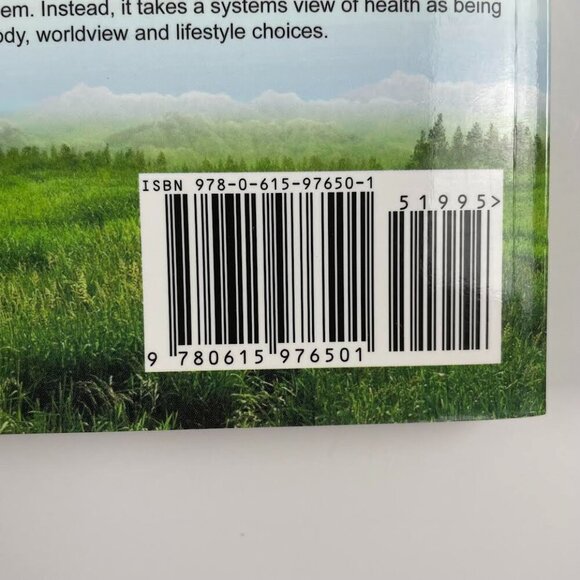 em. Instead, it takes a systems view of health as being
ody, worldview and lifestyle choices.
ISBN 978-0-615-97650-1
51995>
9 780615 976501